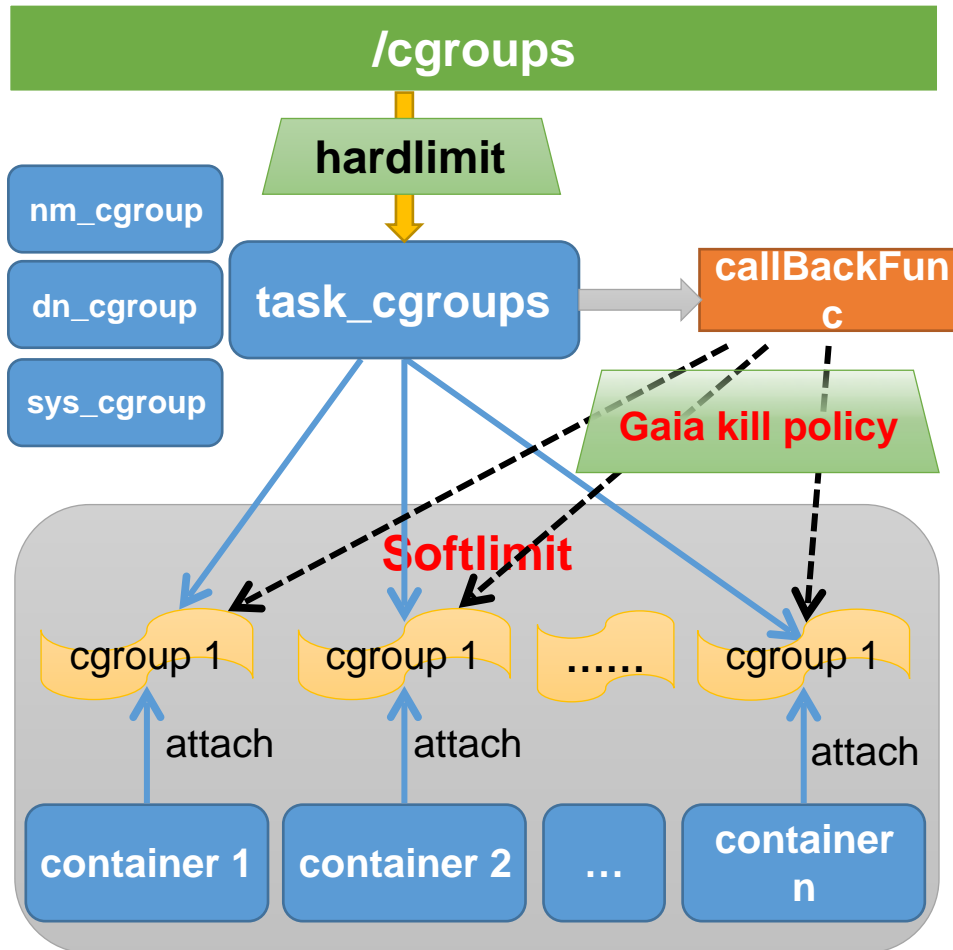 /cgroups
hardlimit
nm_cgroup
dn_cgroup
sys_cgroup
task_cgroups
callBackFun
c
Gaia kill policy
Softlimit
cgroup 1
cgroup 1
......
cgroup 1
attach
attach
attach
container 1
container 2
...
container
n